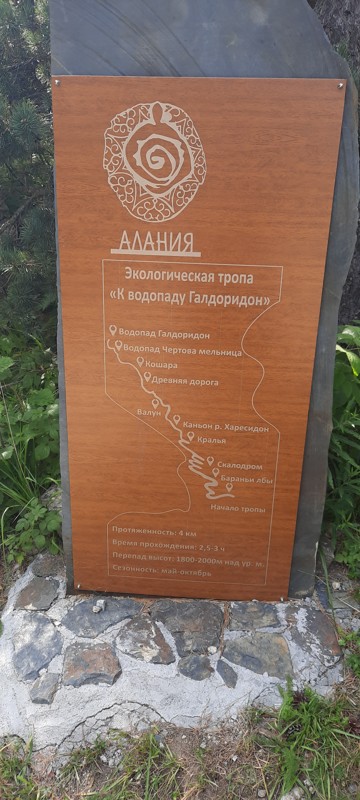 АЛАНИЯ
Экологическая тропа
«К водопаду Галдоридон»
Водопад Галдоридон
Водопад Чертова мельница
Кошара
Древняя дорога
Валун
Каньон р. Харесидон
Кралья
Скалодром
Бараньи лбы
Начало тропы
Протяженность: 4 км
Время прохождения: 2,5-3 ч
Перепад высот: 1800-2000м над ур. м.
Сезонность: май-октябрь